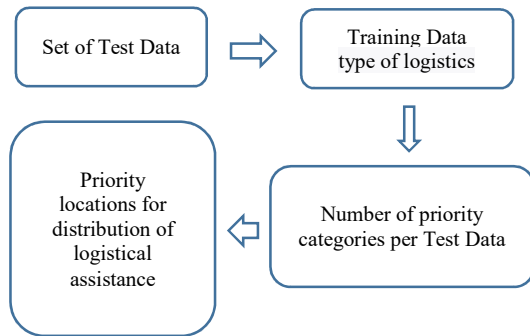 Set of Test Data
Training Data
type of logistics
Number of priority
categories per Test Data
Priority
locations for
distribution of
logistical
assistance